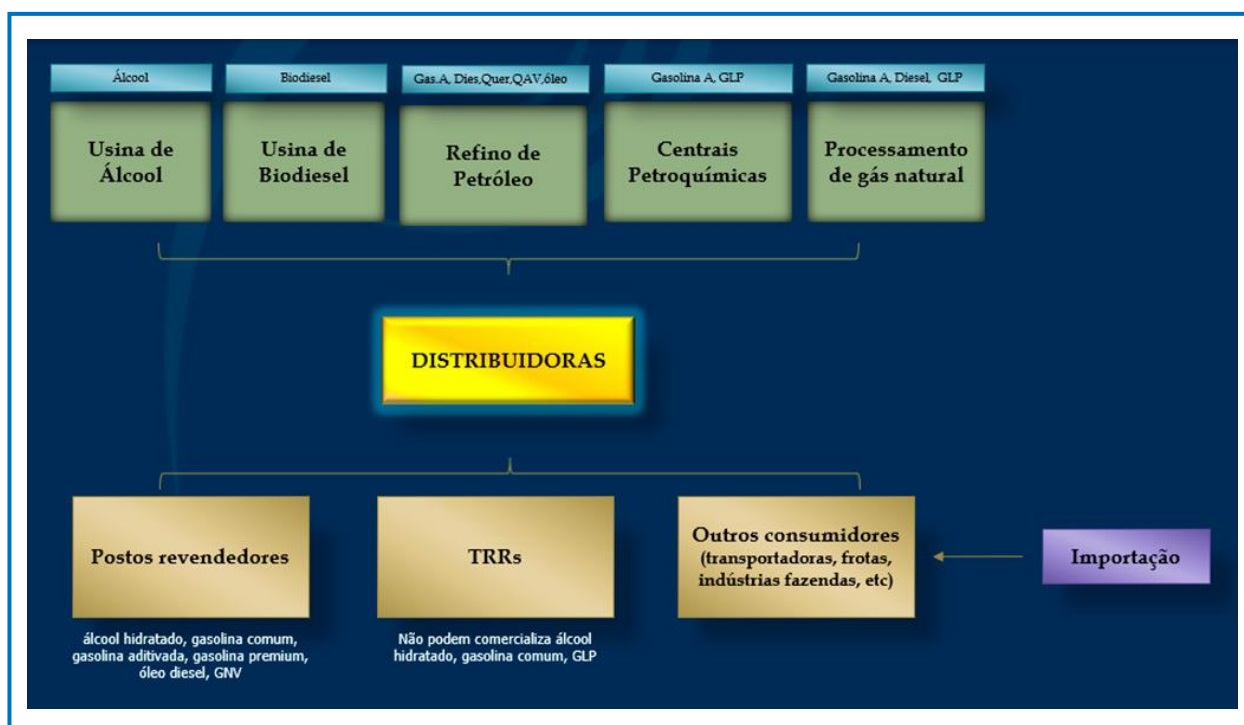 Álcool
Biodiesel
Gas.A, Dies,Quer,QAV,óleo
Gasolina A, GLP
Gasolina A, Diesel, GLP
Usina de
Álcool
Usina de
Biodiesel
Refino de
Petróleo
Centrais
Petroquímicas
Processamento
de gás natural
DISTRIBUIDORAS
Postos revendedores
TRRs
Outros consumidores
(transportadoras, frotas,
indústrias fazendas, etc)
Importação
álcool hidratado, gasolina comum,
gasolina aditivada, gasolina premium,
óleo diesel, GNV
Não podem comercializa álcool
hidratado, gasolina comum, GLP